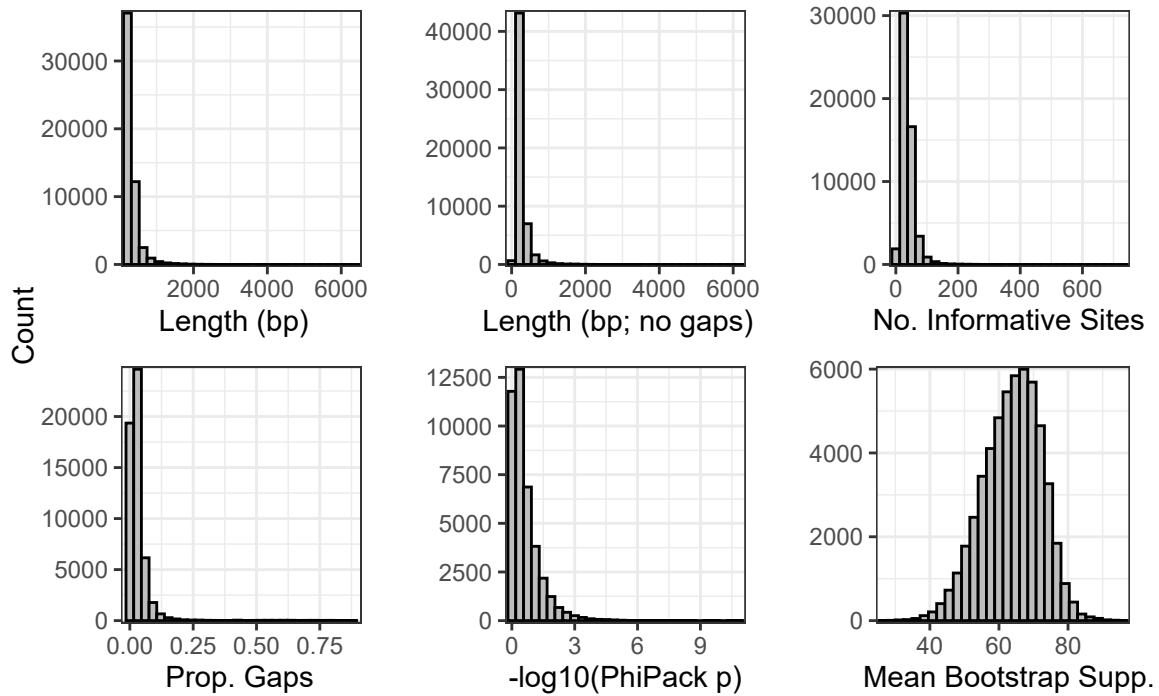 Count
30000
20000
10000
0
2000 4000 6000
Length (bp)
40000
30000
20000
10000
0
0 2000 4000 6000
Length (bp; no gaps)
30000
20000
10000
0
0 200 400 600
No. Informative Sites
20000
15000
10000
5000
0
0.00 0.25 0.50 0.75
Prop. Gaps
12500
10000
7500
5000
2500
0
0 3 6 9
-log10(PhiPack p)
6000
4000
2000
0
40 60 80
Mean Bootstrap Supp.